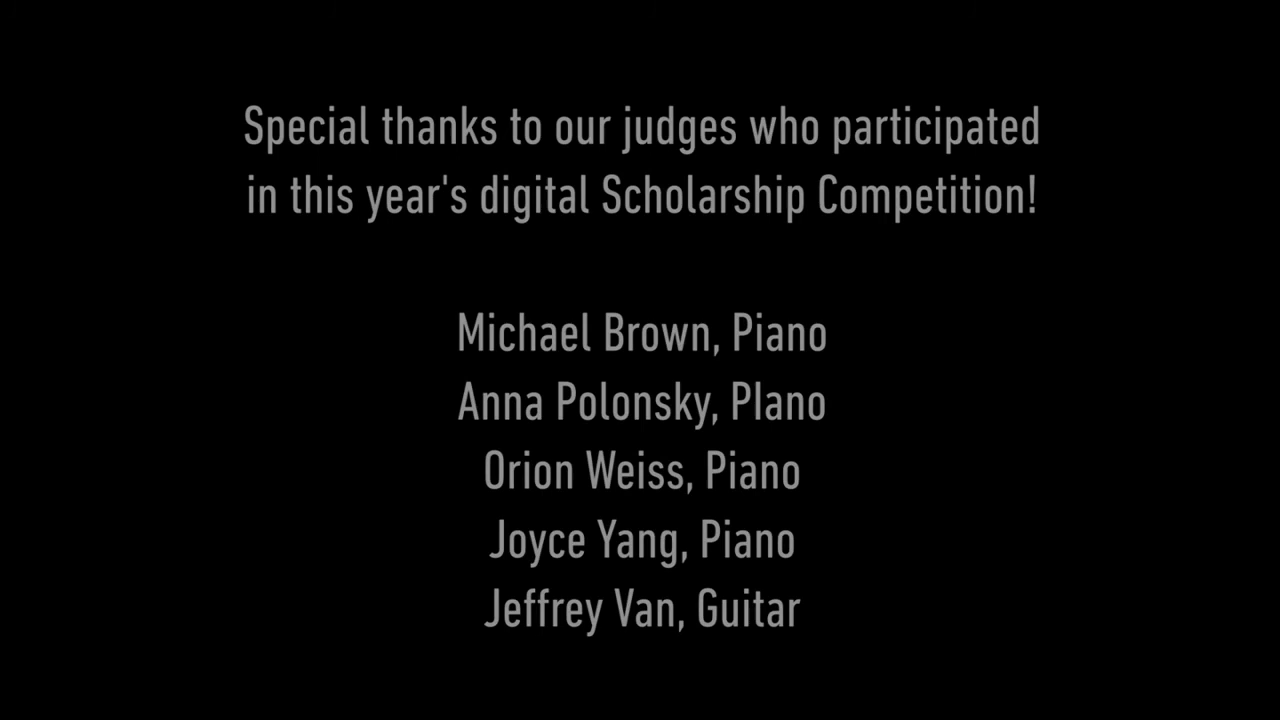 Special thanks to our judges who participated
in this year's digital Scholarship Competition!
Michael Brown, Piano
Anna Polonsky, PIano
Orion Weiss, Piano
Joyce Yang, Piano
Jeffrey Van, Guitar